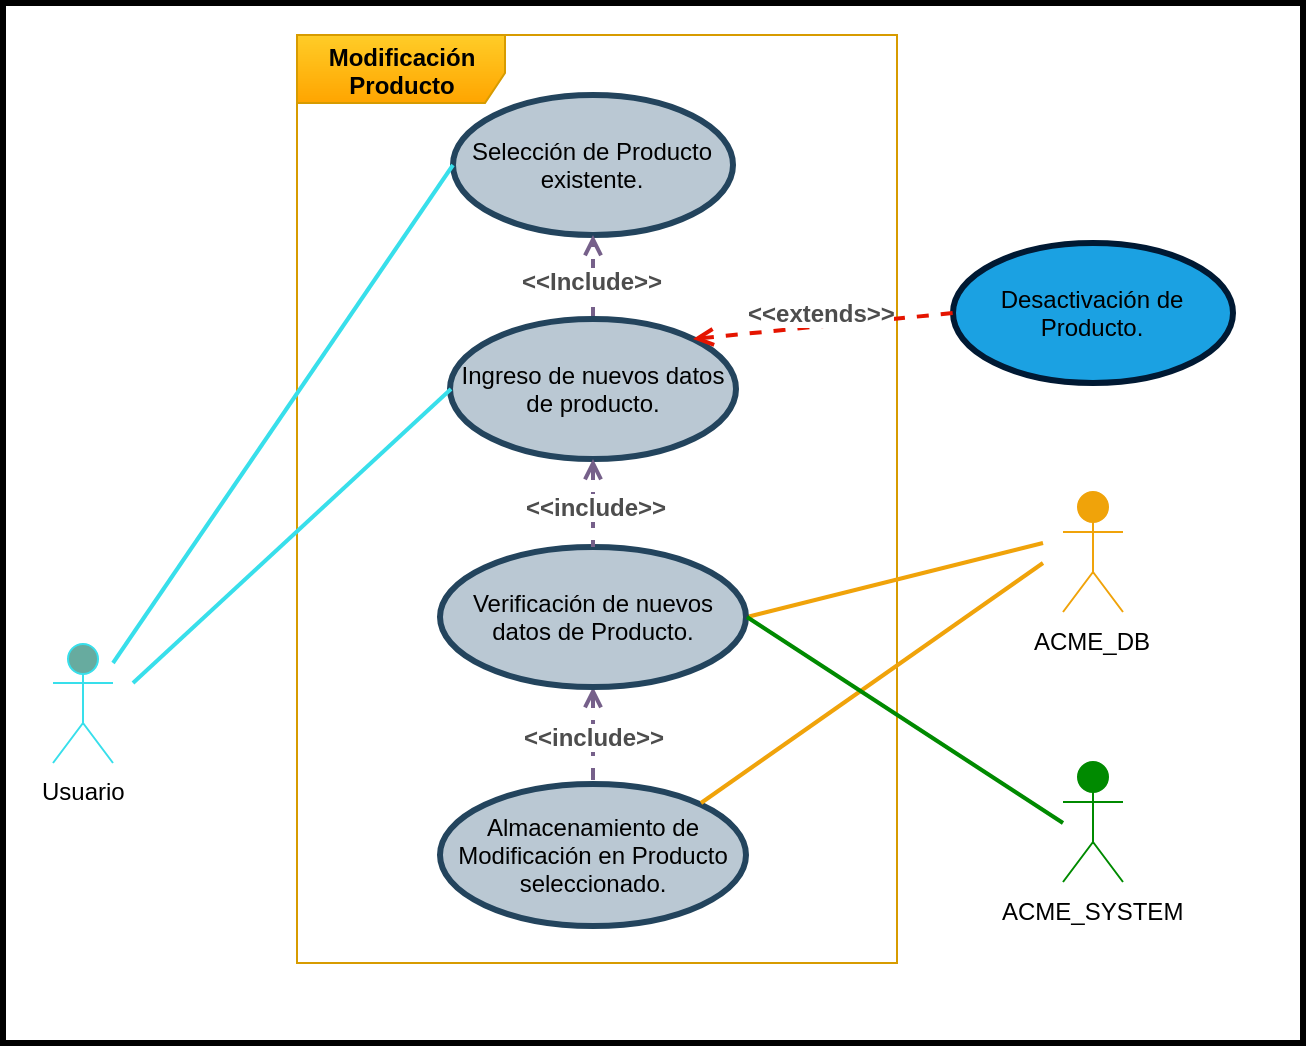 Modificación
Producto
Selección de Producto
existente.
<<Include>>
<<extends>>
Desactivación de
Producto.
Ingreso de nuevos datos
de producto.
<<include>>
Verificación de nuevos
datos de Producto.
ACME_DB
<<include>>
Usuario
Almacenamiento de
Modificación en Producto
seleccionado.
ACME_SYSTEM